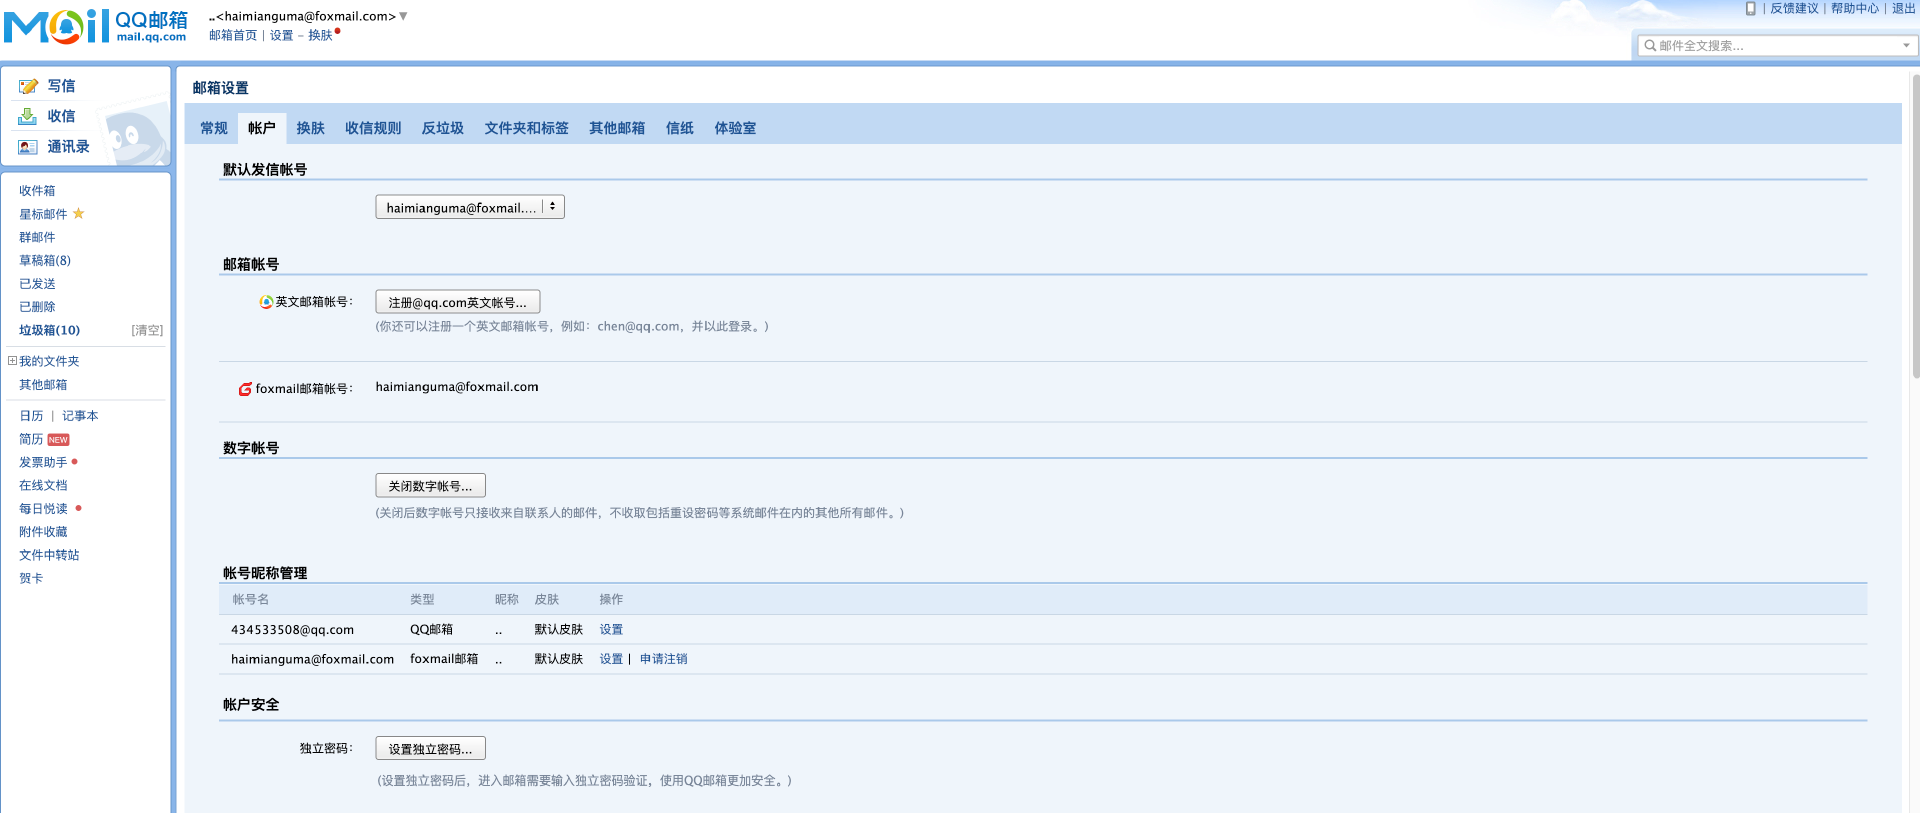 Mail QQ邮箱 mail.qq.com
..<haimianguma@foxmail.com>
邮箱首页 | 设置 - 换肤
| 反馈建议 | 帮助中心 | 退出
邮件全文搜索...
写信
收信
通讯录
收件箱
星标邮件
群邮件
草稿箱(8)
已发送
已删除
垃圾箱(10) [清空]
我的文件夹
其他邮箱
日历 | 记事本
简历 NEW
发票助手
在线文档
每日悦读
附件收藏
文件中转站
贺卡
邮箱设置
常规 帐户 换肤 收信规则 反垃圾 文件夹和标签 其他邮箱 信纸 体验室
默认发信帐号
haimianguma@foxmail....
邮箱帐号
英文邮箱帐号： 注册@qq.com英文帐号...
(你还可以注册一个英文邮箱帐号，例如：chen@qq.com，并以此登录。)
foxmail邮箱帐号： haimianguma@foxmail.com
数字帐号
关闭数字帐号...
(关闭后数字帐号只接收来自联系人的邮件，不收取包括重设密码等系统邮件在内的其他所有邮件。)
帐号昵称管理
帐号名 类型 昵称 皮肤 操作
434533508@qq.com QQ邮箱 .. 默认皮肤 设置
haimianguma@foxmail.com foxmail邮箱 .. 默认皮肤 设置 | 申请注销
帐户安全
独立密码： 设置独立密码...
(设置独立密码后，进入邮箱需要输入独立密码验证，使用QQ邮箱更加安全。)